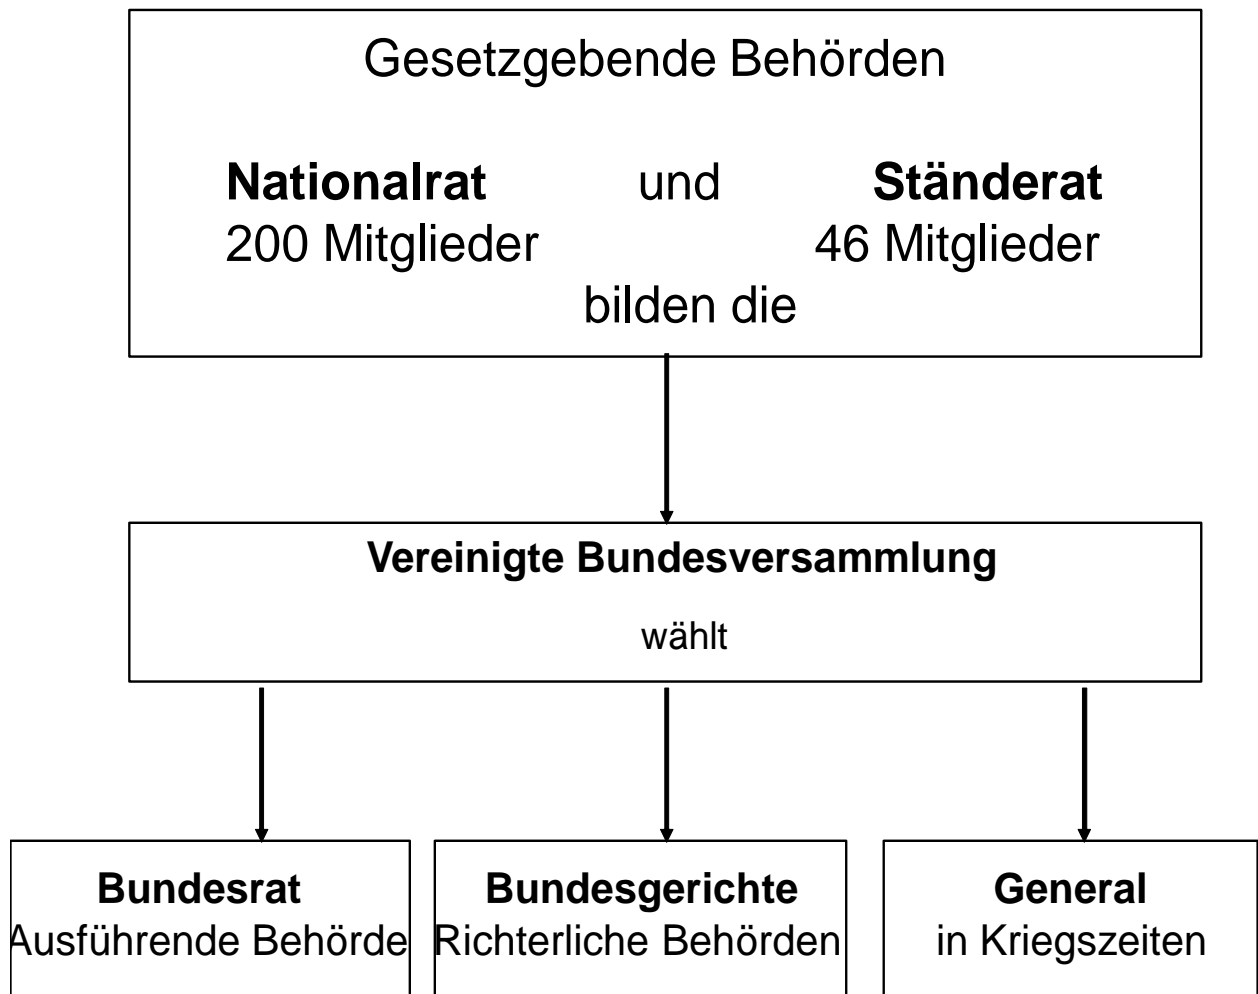 Gesetzgebende Behörden
Nationalrat und Ständerat
200 Mitglieder 46 Mitglieder
bilden die
Vereinigte Bundesversammlung
wählt
Bundesrat
Ausführende Behörde
Bundesgerichte
Richterliche Behörden
General
in Kriegszeiten